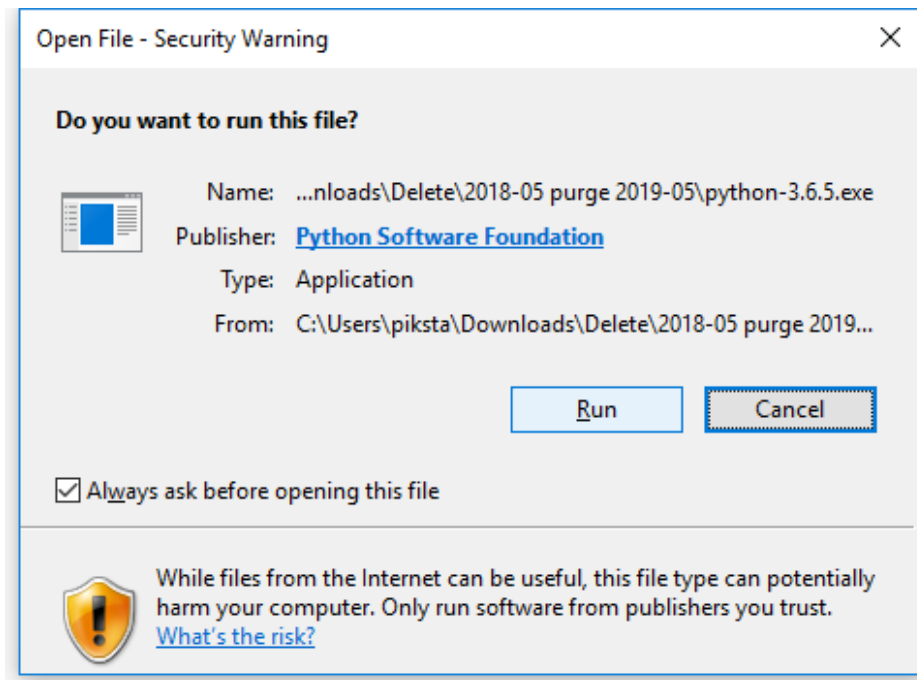 Open File - Security Warning
Do you want to run this file?
Name: ...nloads\Delete\2018-05 purge 2019-05\python-3.6.5.exe
Publisher: Python Software Foundation
Type: Application
From: C:\Users\piksta\Downloads\Delete\2018-05 purge 2019...
Run Cancel
Always ask before opening this file
While files from the Internet can be useful, this file type can potentially
harm your computer. Only run software from publishers you trust.
What's the risk?